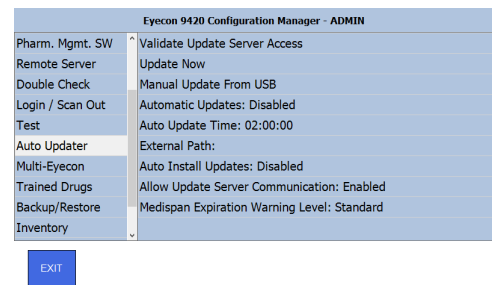 Eyecon 9420 Configuration Manager - ADMIN
Pharm. Mgmt. SW
Remote Server
Double Check
Login / Scan Out
Test
Auto Updater
Multi-Eyecon
Trained Drugs
Backup/Restore
Inventory
Validate Update Server Access
Update Now
Manual Update From USB
Automatic Updates: Disabled
Auto Update Time: 02:00:00
External Path:
Auto Install Updates: Disabled
Allow Update Server Communication: Enabled
Medispan Expiration Warning Level: Standard
EXIT